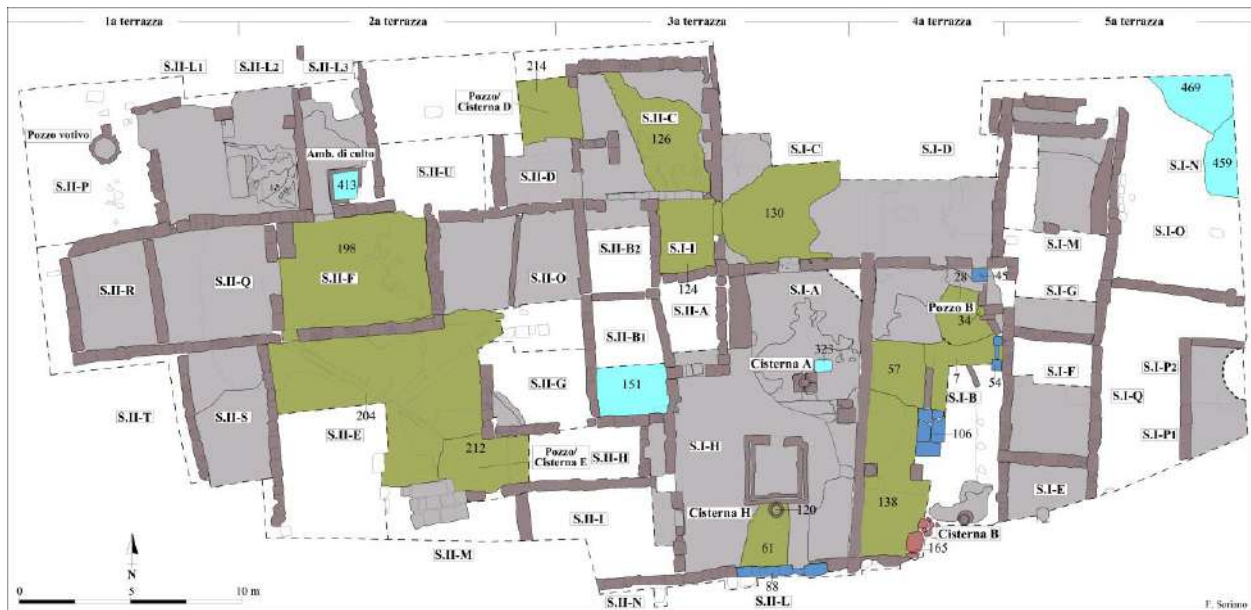 1a terrazza
2a terrazza
3a terrazza
4a terrazza
5a terrazza
S.II-L1
S.II-L2
S.II-L3
214
Pozzo/
Cisterna D
S.II-C
126
469
459
S.I-N
Pozzo votivo
Amb. di culto
413
S.II-P
S.II-U
S.II-D
S.I-C
S.I-D
130
S.I-O
198
S.II-F
S.II-R
S.II-Q
S.II-O
S.II-B2
S.I-I
124
S.II-A
S.I-A
28
45
Pozzo B
34
S.I-M
S.I-G
S.II-B1
323
Cisterna A
151
57
7
54
S.I-B
S.I-F
S.I-P2
S.I-Q
S.I-P1
S.II-T
S.II-S
204
S.II-E
S.II-G
212
Pozzo/
Cisterna E
S.II-H
S.I-H
106
S.I-E
138
Cisterna H
120
Cisterna B
165
61
88
S.II-I
S.II-M
S.II-N
S.II-L
N
0
5
10 m
F. Soriano